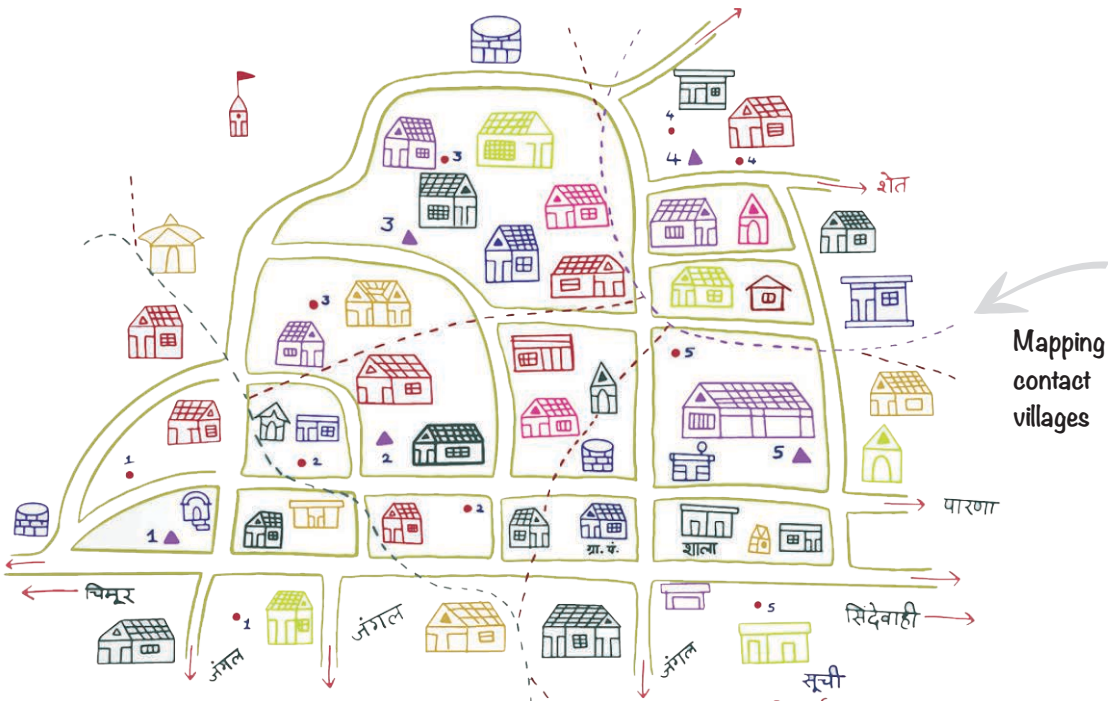 4
3
4
4
शेत
3
3
Mapping
contact
villages
5
1
2
2
5
2
1
पारणा
ग्रा. पं.
शाला
चिमूर
1
जंगल
5
सिंदेवाही
जंगल
जंगल
सूची